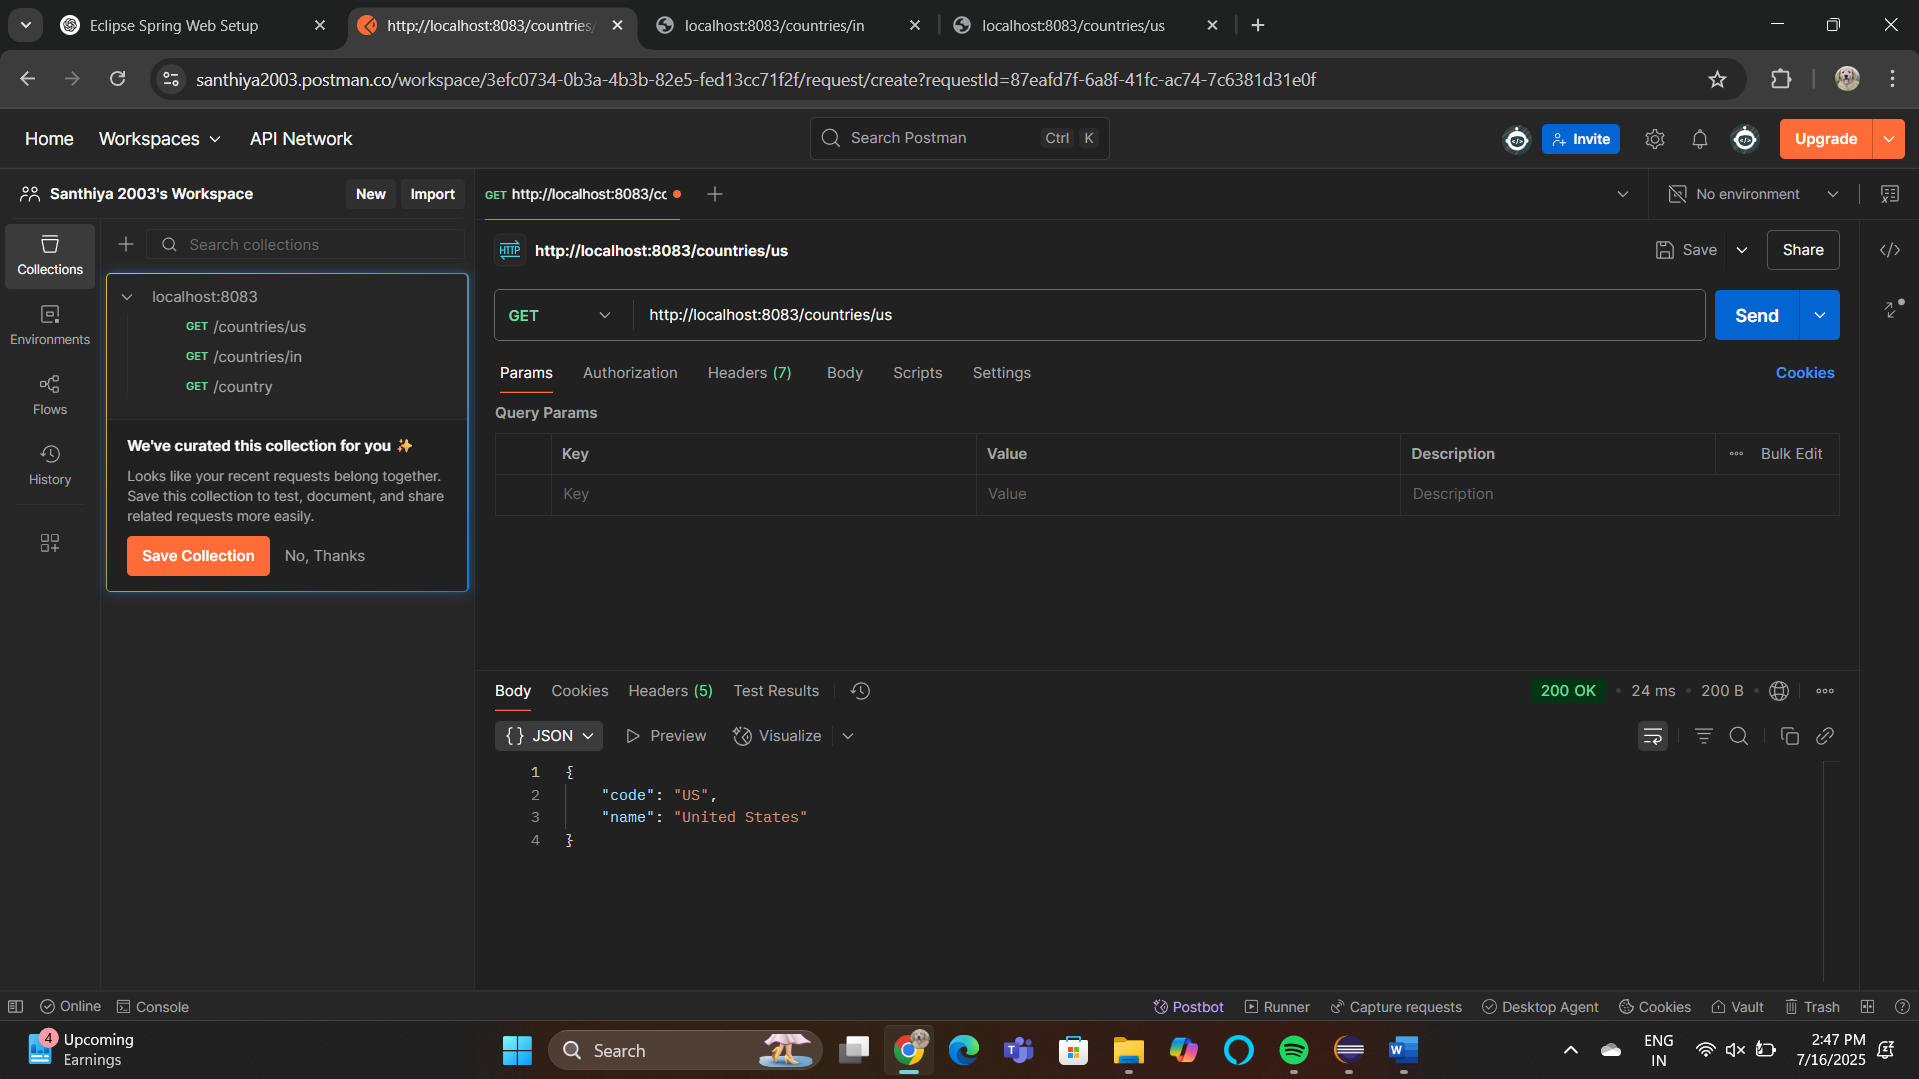 Eclipse Spring Web Setup
http://localhost:8083/countries/
localhost:8083/countries/in
localhost:8083/countries/us
santhiya2003.postman.co/workspace/3efc0734-0b3a-4b3b-82e5-fed13cc71f2f/request/create?requestId=87eafd7f-6a8f-41fc-ac74-7c6381d31e0f
Home Workspaces API Network
Search Postman Ctrl K
Invite
Upgrade
Santhiya 2003's Workspace New Import
GET http://localhost:8083/cc
No environment
Search collections
Collections
Environments
Flows
History
localhost:8083
GET /countries/us
GET /countries/in
GET /country
We've curated this collection for you ✨
Looks like your recent requests belong together.
Save this collection to test, document, and share
related requests more easily.
Save Collection No, Thanks
HTTP http://localhost:8083/countries/us
Save Share
GET http://localhost:8083/countries/us
Send
Params Authorization Headers (7) Body Scripts Settings Cookies
Query Params
Key Value Description Bulk Edit
Key Value Description
Body Cookies Headers (5) Test Results
200 OK • 24 ms • 200 B
{} JSON Preview Visualize
1 {
2 "code": "US",
3 "name": "United States"
4 }
Online Console
Postbot Runner Capture requests Desktop Agent Cookies Vault Trash
4 Upcoming
Earnings
Search
ENG
IN
2:47 PM
7/16/2025